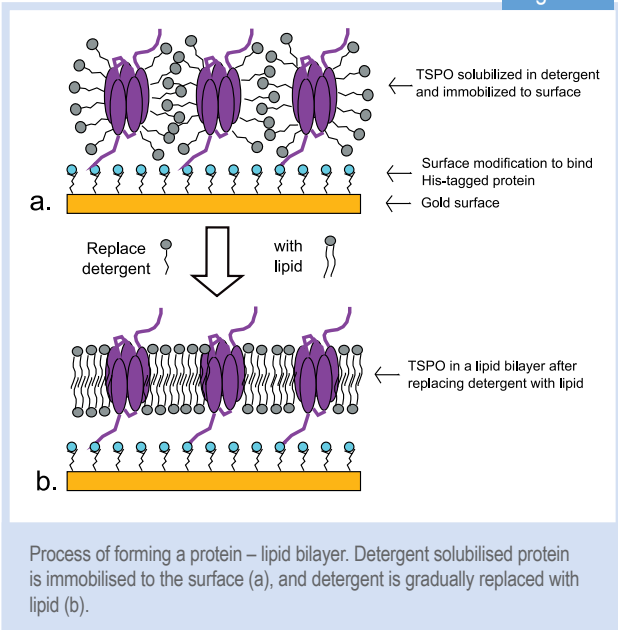 TSPO solubilized in detergent
and immobilized to surface
Surface modification to bind
His-tagged protein
a.
Gold surface
Replace
detergent
with
lipid
TSPO in a lipid bilayer after
replacing detergent with lipid
b.
Process of forming a protein – lipid bilayer. Detergent solubilised protein
is immobilised to the surface (a), and detergent is gradually replaced with
lipid (b).